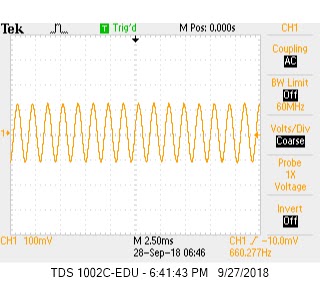 Tek T Trig'd M Pos: 0.000s CH1
Coupling
AC
BW Limit
Off
60MHz
Volts/Div
Coarse
Probe
1X
Voltage
Invert
Off
1
CH1 100mV M 2.50ms CH1 -10.0mV
28-Sep-18 06:46 660.277Hz
TDS 1002C-EDU - 6:41:43 PM 9/27/2018